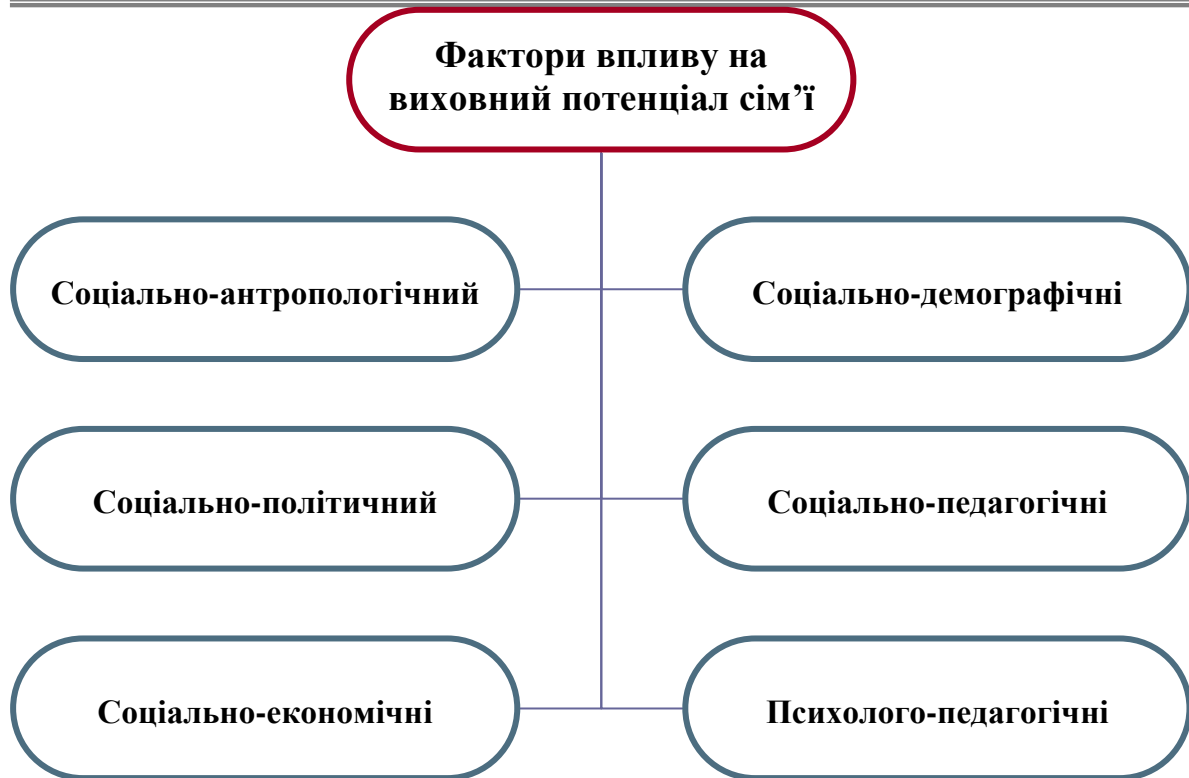 Фактори впливу на
виховний потенціал сім’ї
Соціально-антропологічний
Соціально-демографічні
Соціально-політичний
Соціально-педагогічні
Соціально-економічні
Психолого-педагогічні